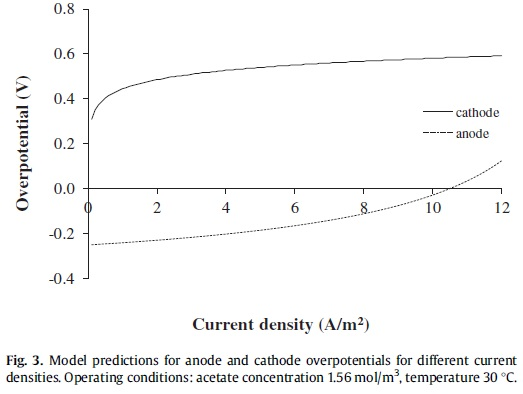 0.8
0.6
0.4
0.2
0.0
-0.2
-0.4
Overpotential (V)
cathode
anode
0 2 4 6 8 10 12
Current density (A/m²)
Fig. 3. Model predictions for anode and cathode overpotentials for different current
densities. Operating conditions: acetate concentration 1.56 mol/m³, temperature 30 °C.